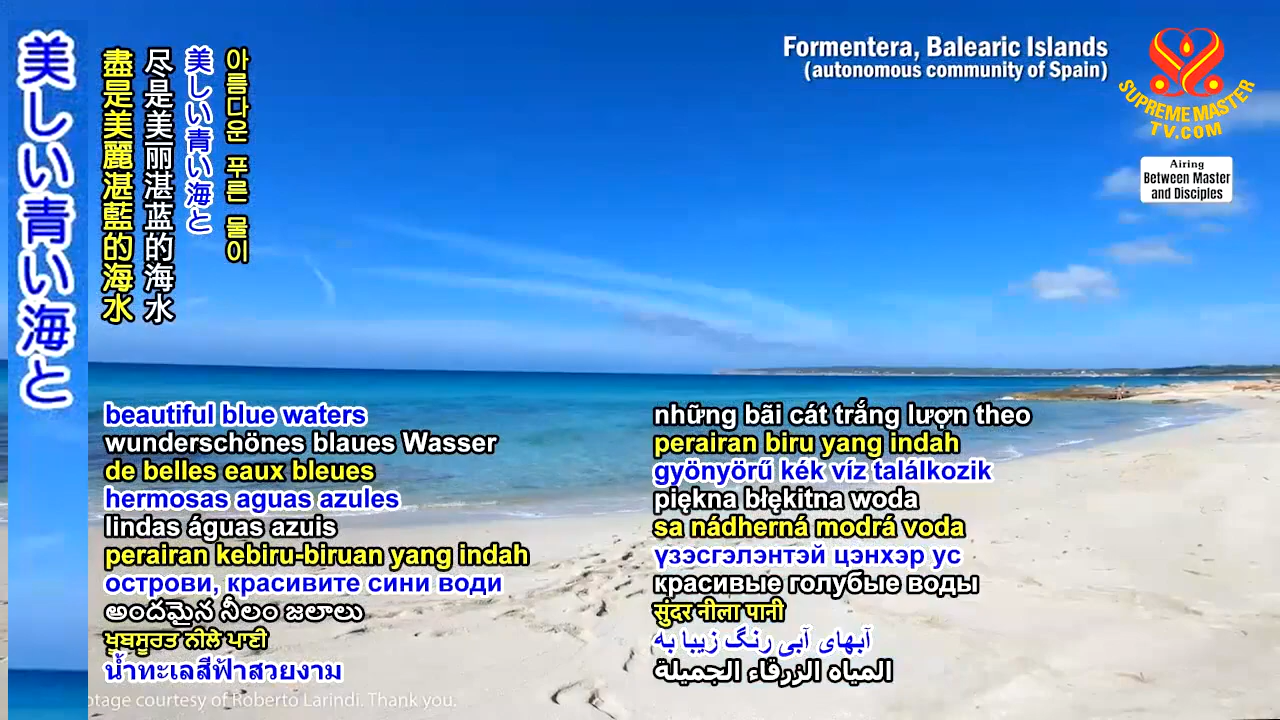 美しい青い海と
盡是美麗湛藍的海水
尽是美丽湛蓝的海水
美しい青い海と
아름다운 푸른 물이
Formentera, Balearic Islands
(autonomous community of Spain)
SUPREME MASTER
TV.COM
Airing
Between Master
and Disciples
beautiful blue waters
wunderschönes blaues Wasser
de belles eaux bleues
hermosas aguas azules
lindas águas azuis
perairan kebiru-biruan yang indah
острови, красивите сини води
అందమైన నీలం జలాలు
ਖੂਬਸੂਰਤ ਨੀਲੇ ਪਾਣੀ
น้ำทะเลสีฟ้าสวยงาม
những bãi cát trắng lượn theo
perairan biru yang indah
gyönyörű kék víz találkozik
piękna błękitna woda
sa nádherná modrá voda
үзэсгэлэнтэй цэнхэр ус
красивые голубые воды
सुंदर नीला पानी
آبهای آبی رنگ زیبا به
المياه الزرقاء الجميلة
otage courtesy of Roberto Larindi. Thank you.